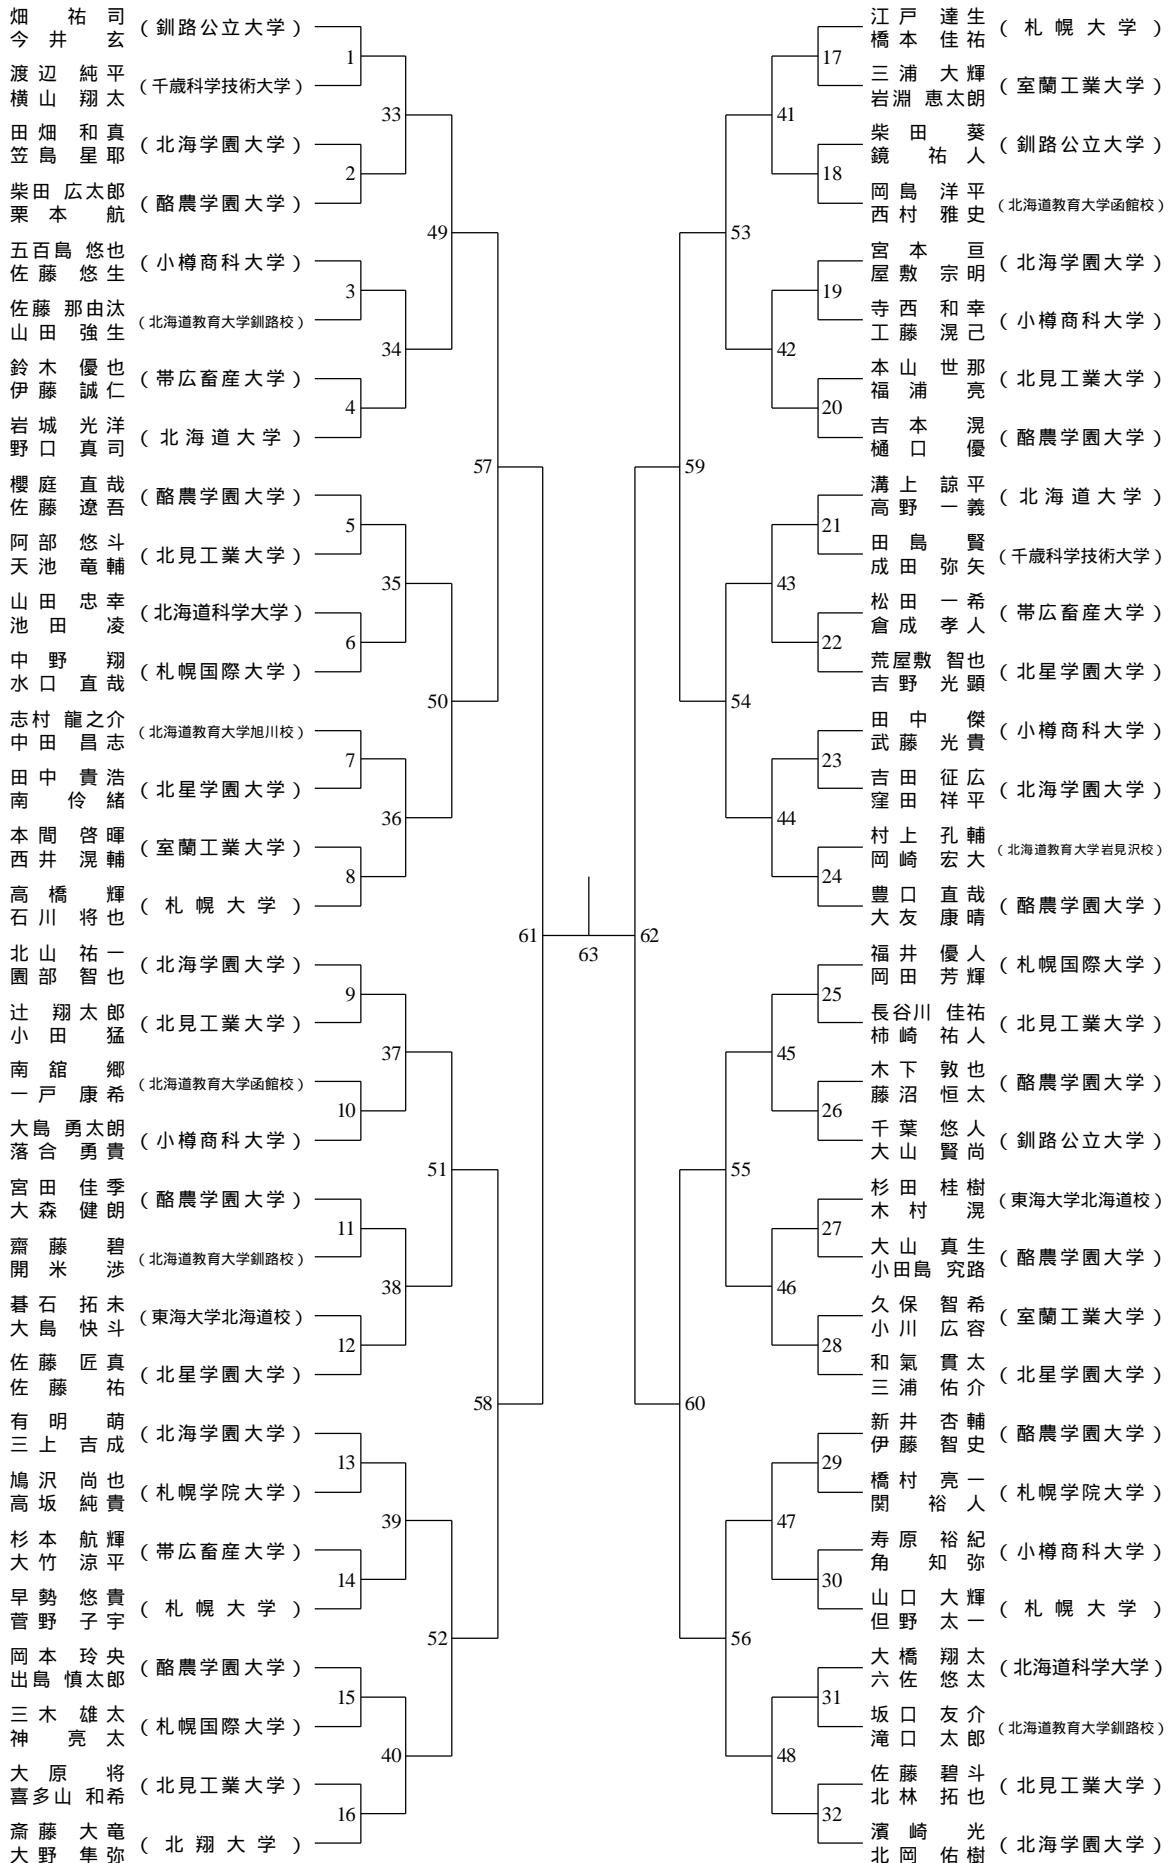 畑 祐司
今井 玄
(釧路公立大学)
1
渡辺 純平
横山 翔太
(千歳科学技術大学)
33
田畑 和真
笠島 星耶
(北海学園大学)
2
柴田 広太郎
栗本 航
(酪農学園大学)
49
五百島 悠也
佐藤 悠生
(小樽商科大学)
3
佐藤 那由汰
山田 強生
(北海道教育大学釧路校)
34
鈴木 優也
伊藤 誠仁
(帯広畜産大学)
4
岩城 光洋
野口 真司
(北海道大学)
57
櫻庭 直哉
佐藤 遼吾
(酪農学園大学)
5
阿部 悠斗
天池 竜輔
(北見工業大学)
35
山田 忠幸
池田 凌
(北海道科学大学)
6
中野 翔
水口 直哉
(札幌国際大学)
50
志村 龍之介
中田 昌志
(北海道教育大学旭川校)
7
田中 貴浩
南 伶緒
(北星学園大学)
36
本間 啓暉
西井 滉輔
(室蘭工業大学)
8
高橋 輝
石川 将也
(札幌大学)
61
北山 祐一
園部 智也
(北海学園大学)
9
辻 翔太郎
小田 猛
(北見工業大学)
37
南舘 郷
一戸 康希
(北海道教育大学函館校)
10
大島 勇太朗
落合 勇貴
(小樽商科大学)
51
宮田 佳季
大森 健朗
(酪農学園大学)
11
齋藤 碧
開米 渉
(北海道教育大学釧路校)
38
碁石 拓未
大島 快斗
(東海大学北海道校)
12
佐藤 匠真
佐藤 祐
(北星学園大学)
58
有明 萌
三上 吉成
(北海学園大学)
13
鳩沢 尚也
高坂 純貴
(札幌学院大学)
39
杉本 航輝
大竹 涼平
(帯広畜産大学)
14
早勢 悠貴
菅野 子宇
(札幌大学)
52
岡本 玲央
出島 慎太郎
(酪農学園大学)
15
三木 雄太
神 亮太
(札幌国際大学)
40
大原 将
喜多山 和希
(北見工業大学)
16
斎藤 大竜
大野 隼弥
(北翔大学)
63
江戸 達生
橋本 佳祐
(札幌大学)
17
三浦 大輝
岩淵 恵太朗
(室蘭工業大学)
41
柴田 葵
鏡 祐人
(釧路公立大学)
18
岡島 洋平
西村 雅史
(北海道教育大学函館校)
53
宮本 亘
屋敷 宗明
(北海学園大学)
19
寺西 和幸
工藤 滉己
(小樽商科大学)
42
本山 世那
福浦 亮
(北見工業大学)
20
吉本 滉
樋口 優
(酪農学園大学)
59
溝上 諒平
高野 一義
(北海道大学)
21
田島 賢
成田 弥矢
(千歳科学技術大学)
43
松田 一希
倉成 孝人
(帯広畜産大学)
22
荒屋敷 智也
吉野 光顕
(北星学園大学)
54
田中 傑
武藤 光貴
(小樽商科大学)
23
吉田 征広
窪田 祥平
(北海学園大学)
44
村上 孔輔
岡崎 宏大
(北海道教育大学岩見沢校)
24
豊口 直哉
大友 康晴
(酪農学園大学)
62
福井 優人
岡田 芳輝
(札幌国際大学)
25
長谷川 佳祐
柿崎 祐人
(北見工業大学)
45
木下 敦也
藤沼 恒太
(酪農学園大学)
26
千葉 悠人
大山 賢尚
(釧路公立大学)
55
杉田 桂樹
木村 滉
(東海大学北海道校)
27
大山 真生
小田島 究路
(酪農学園大学)
46
久保 智希
小川 広容
(室蘭工業大学)
28
和氣 貫太
三浦 佑介
(北星学園大学)
60
新井 杏輔
伊藤 智史
(酪農学園大学)
29
橋村 亮一
関 裕人
(札幌学院大学)
47
寿原 裕紀
角 知弥
(小樽商科大学)
30
山口 大輝
但野 太一
(札幌大学)
56
大橋 翔太
六佐 悠太
(北海道科学大学)
31
坂口 友介
滝口 太郎
(北海道教育大学釧路校)
48
佐藤 碧斗
北林 拓也
(北見工業大学)
32
濱崎 光
北岡 佑樹
(北海学園大学)